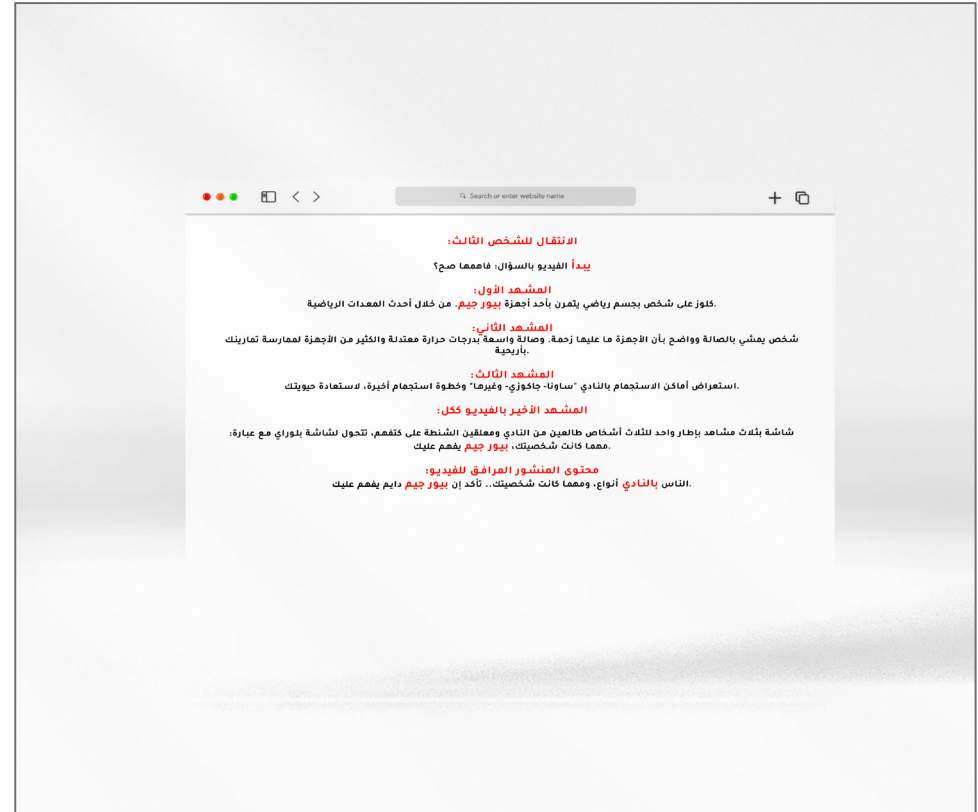 Search or enter website name
الانتقال للشخص الثالث:
يبدأ الفيديو بالسؤال: فاهمها صح؟
المشهد الأول:
كلوز على شخص بجسم رياضي يتمرن بأحد أجهزة بيور جيم. من خلال أحدث المعدات الرياضية.
المشهد الثاني:
شخص يمشي بالصالة وواضح بأن الأجهزة ما عليها زحمة. وصالة واسعة بدرجات حرارة معتدلة والكثير من الأجهزة لممارسة تمارينك
بأريحية.
المشهد الثالث:
استعراض أماكن الاستجمام بالنادي "ساونا- جاكوزي- وغيرها" وخطوة استجمام أخيرة، لاستعادة حيويتك.
المشهد الأخير بالفيديو ككل:
شاشة بثلاث مشاهد بإطار واحد للثلاث أشخاص طالعين من النادي ومعلقين الشنطة على كتفهم، تتحول لشاشة بلوراي مع عبارة:
مهما كانت شخصيتك، بيور جيم يفهم عليك.
محتوى المنشور المرافق للفيديو:
الناس بالنادي أنواع، ومهما كانت شخصيتك.. تأكد إن بيور جيم دايم يفهم عليك.